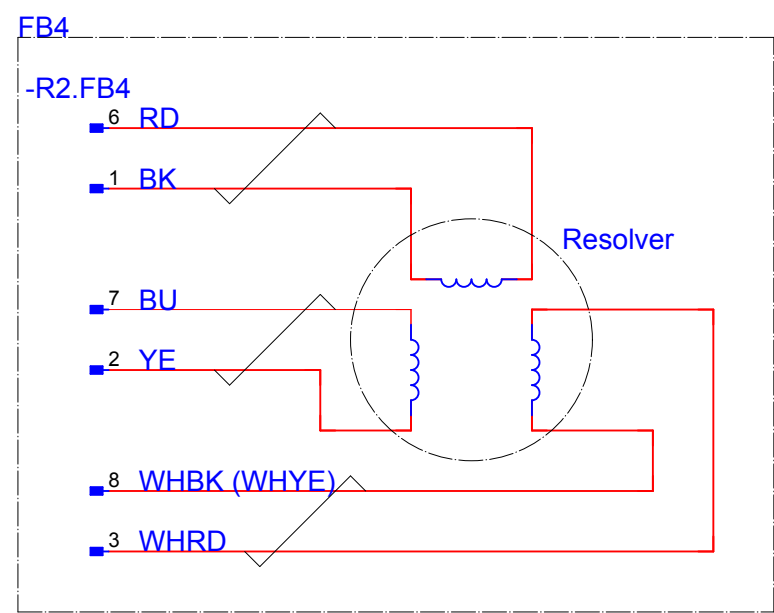 FB4
-R2.FB4
6 RD
1 BK
Resolver
7 BU
2 YE
8 WHBK (WHYE)
3 WHRD